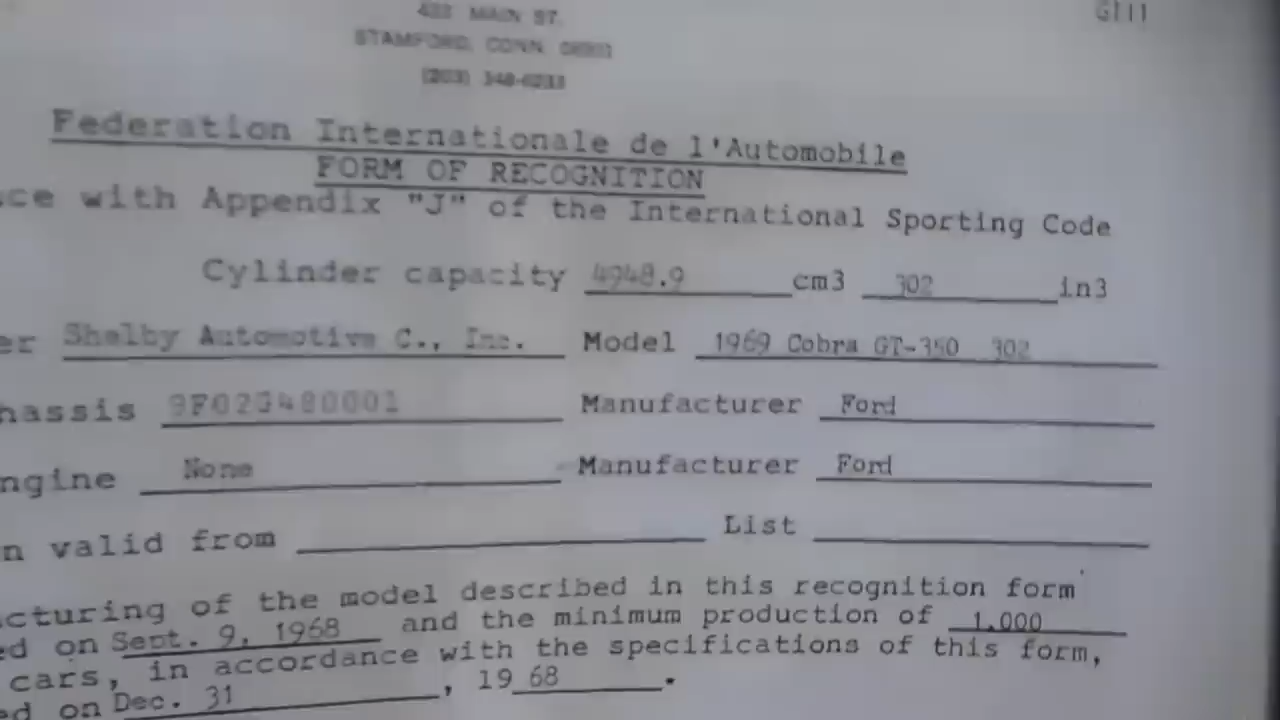 433 MAIN ST.
STAMFORD, CONN.
(203)
Federation Internationale de l'Automobile
FORM OF RECOGNITION
ce with Appendix "J" of the International Sporting Code
Cylinder capacity 4948.9 cm3 302 in3
er Shelby Automotive C., Inc. Model 1969 Cobra GT-350 302
hassis 9F02G480001 Manufacturer Ford
ngine None Manufacturer Ford
n valid from List
cturing of the model described in this recognition form
ed on Sept. 9, 1968 and the minimum production of 1,000
cars, in accordance with the specifications of this form,
ed on Dec. 31, 19 68.